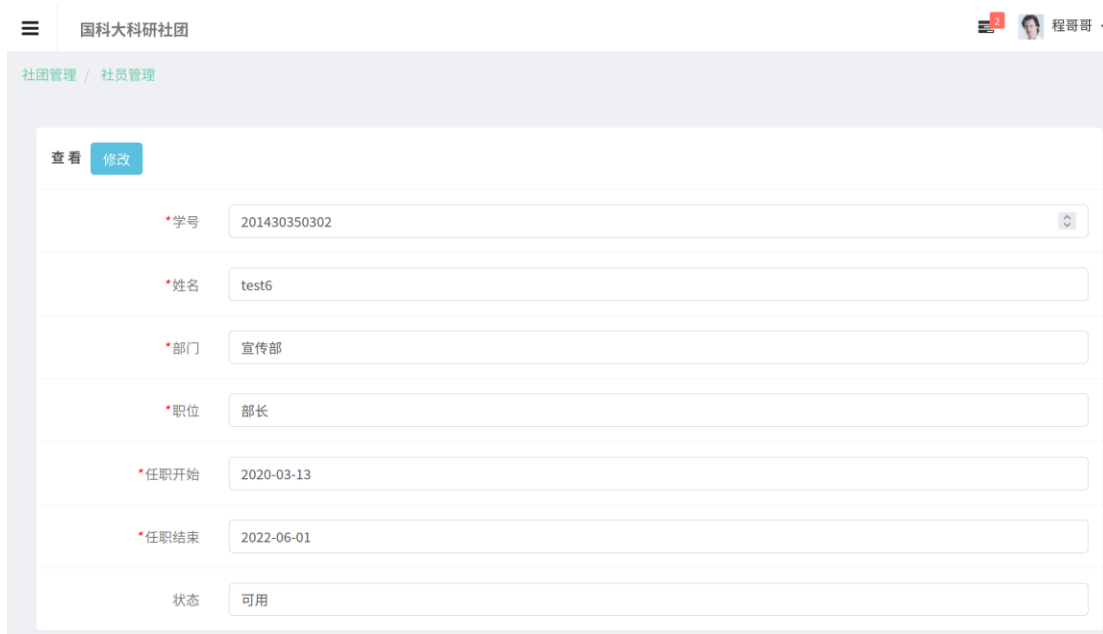 国科大科研社团
2
程哥哥
社团管理 / 社员管理
查看 修改
*学号 201430350302
*姓名 test6
*部门 宣传部
*职位 部长
*任职开始 2020-03-13
*任职结束 2022-06-01
状态 可用